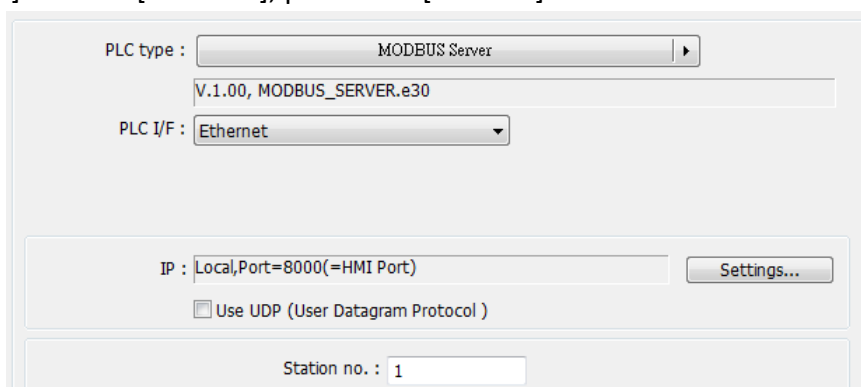 PLC type : MODBUS Server
V.1.00, MODBUS_SERVER.e30
PLC I/F : Ethernet
IP : Local,Port=8000(=HMI Port) Settings...
Use UDP (User Datagram Protocol )
Station no. : 1